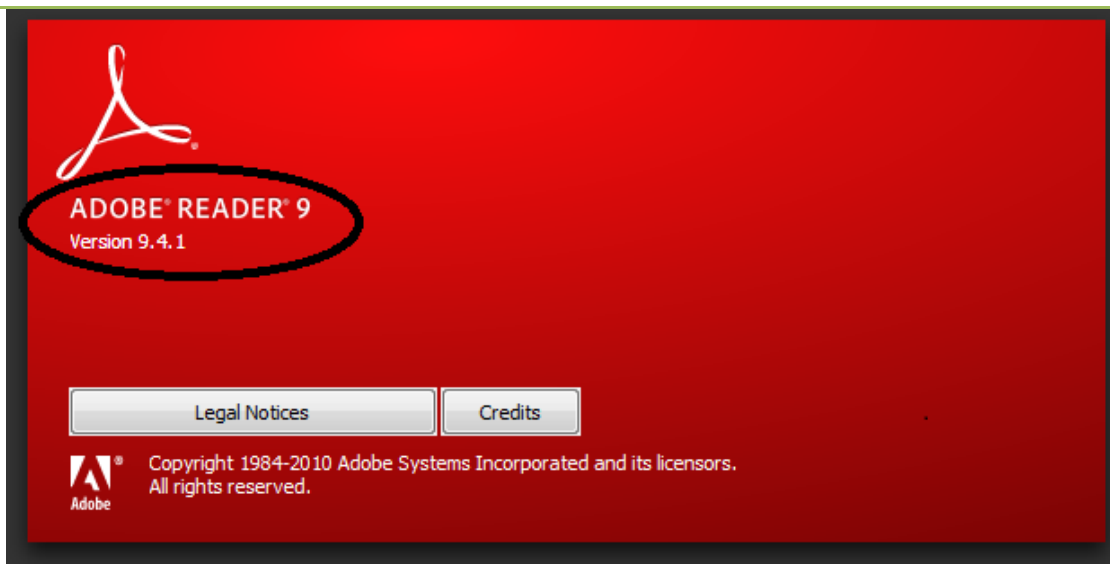 ADOBE® READER® 9
Version 9.4.1
Legal Notices
Credits
Copyright 1984-2010 Adobe Systems Incorporated and its licensors.
All rights reserved.
Adobe®